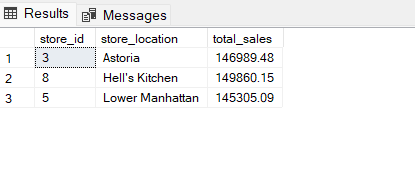 Results Messages
store_id store_location total_sales
1 3 Astoria 146989.48
2 8 Hell's Kitchen 149860.15
3 5 Lower Manhattan 145305.09